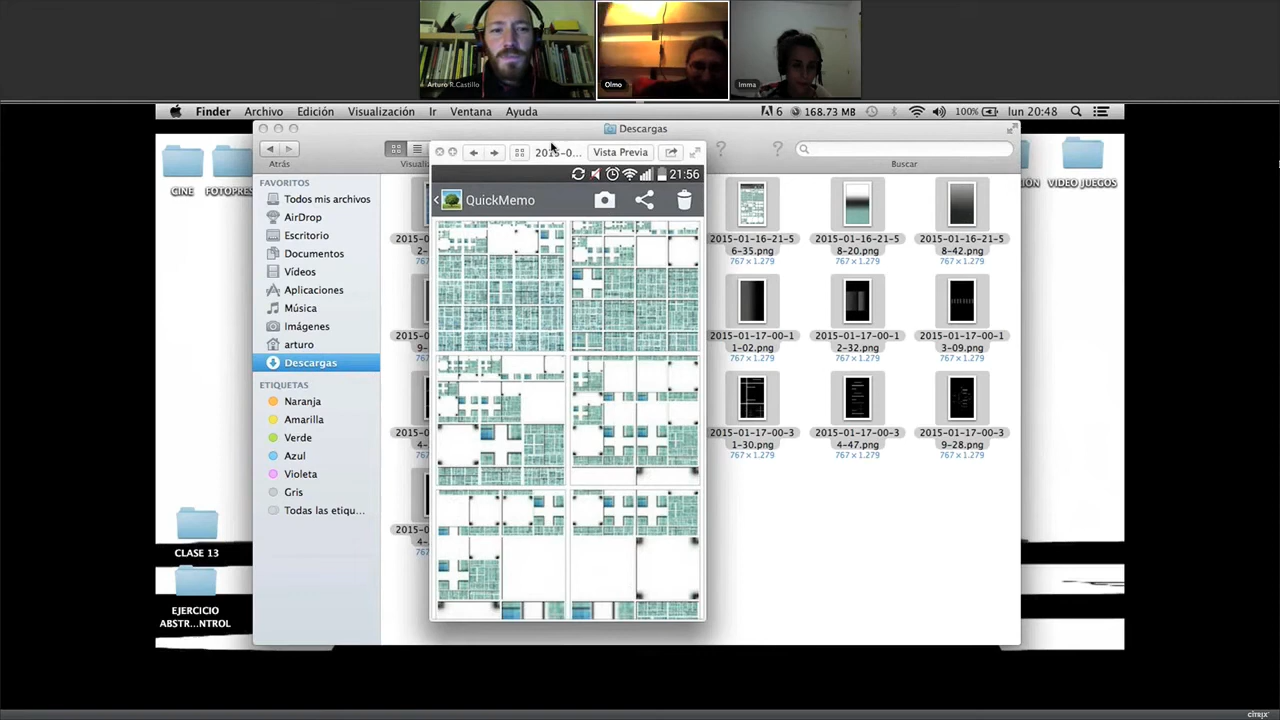 Arturo R.Castillo
Olmo
Imma
Finder Archivo Edición Visualización Ir Ventana Ayuda
6 168.73 MB 100% lun 20:48
Descargas
Atrás
Buscar
2015-0... Vista Previa
21:56
QuickMemo
CINE
VIDEO JUEGOS
FAVORITOS
Todos mis archivos
AirDrop
Escritorio
Documentos
Vídeos
Aplicaciones
Música
Imágenes
arturo
Descargas
ETIQUETAS
Naranja
Amarilla
Verde
Azul
Violeta
Gris
Todas las etiqu...
2015-01-16-21-5
6-35.png
767 × 1.279
2015-01-16-21-5
8-20.png
767 × 1.279
2015-01-16-21-5
8-42.png
767 × 1.279
2015-01-17-00-1
1-02.png
767 × 1.279
2015-01-17-00-1
2-32.png
767 × 1.279
2015-01-17-00-1
3-09.png
767 × 1.279
2015-01-17-00-3
1-30.png
767 × 1.279
2015-01-17-00-3
4-47.png
767 × 1.279
2015-01-17-00-3
9-28.png
767 × 1.279
CLASE 13
EJERCICIO
ABSTR...NTROL
CITRIX